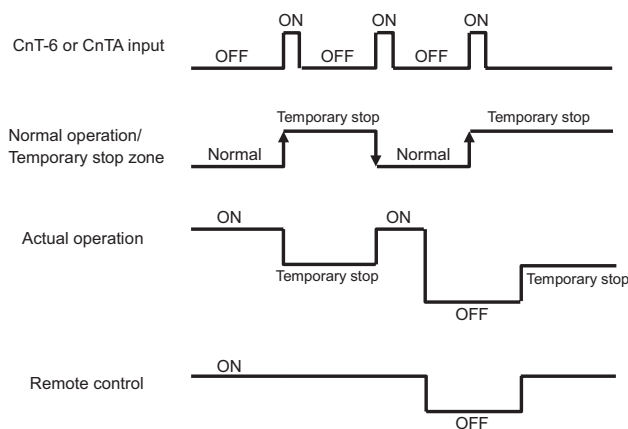 ON ON ON
CnT-6 or CnTA input
OFF OFF OFF
Temporary stop Temporary stop
Normal operation/
Temporary stop zone
Normal Normal
ON ON
Actual operation
Temporary stop Temporary stop
OFF
ON
Remote control
OFF